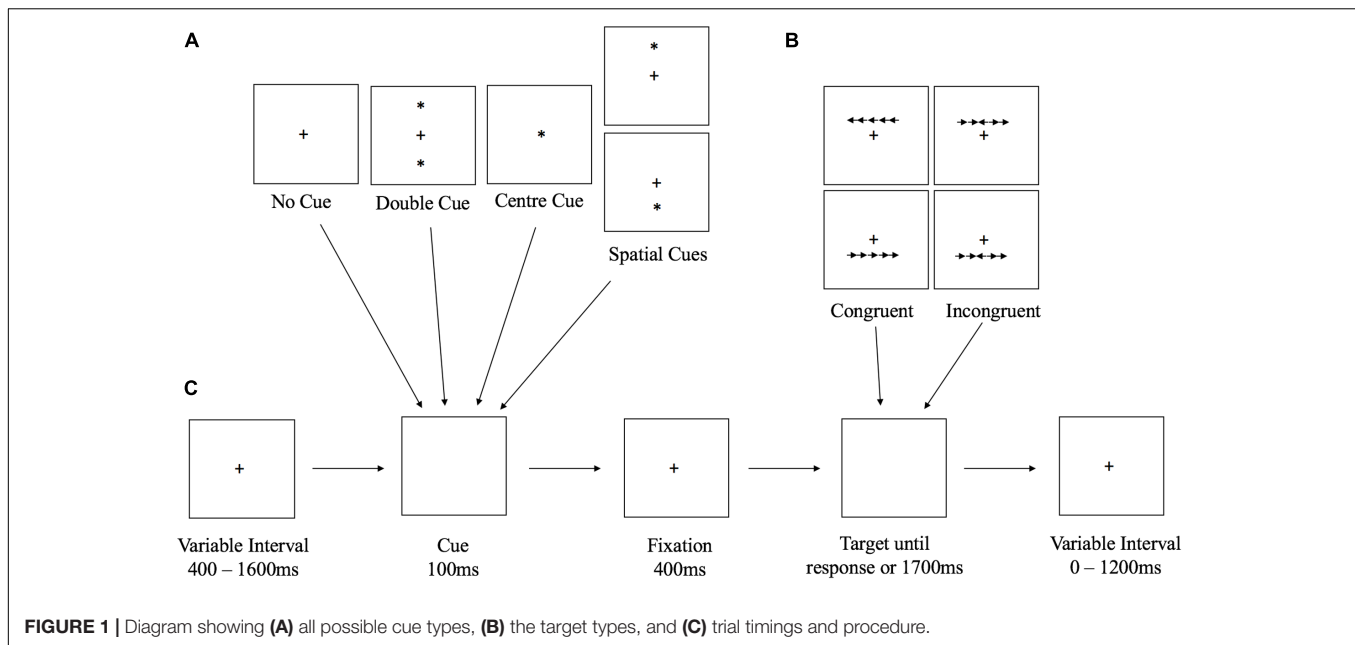 A
B
No Cue
Double Cue
Centre Cue
Spatial Cues
Congruent
Incongruent
C
Variable Interval
400 – 1600ms
Cue
100ms
Fixation
400ms
Target until
response or 1700ms
Variable Interval
0 – 1200ms
FIGURE 1 | Diagram showing (A) all possible cue types, (B) the target types, and (C) trial timings and procedure.